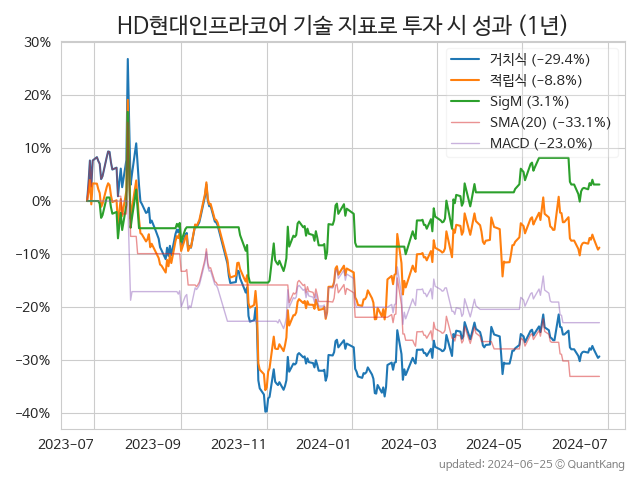 HD현대인프라코어 기술 지표로 투자 시 성과 (1년)
30%
20%
10%
0%
−10%
−20%
−30%
−40%
거치식 (−29.4%)
적립식 (−8.8%)
SigM (3.1%)
SMA(20) (−33.1%)
MACD (−23.0%)
2023-07 2023-09 2023-11 2024-01 2024-03 2024-05 2024-07
updated: 2024-06-25 ⓒ QuantKang